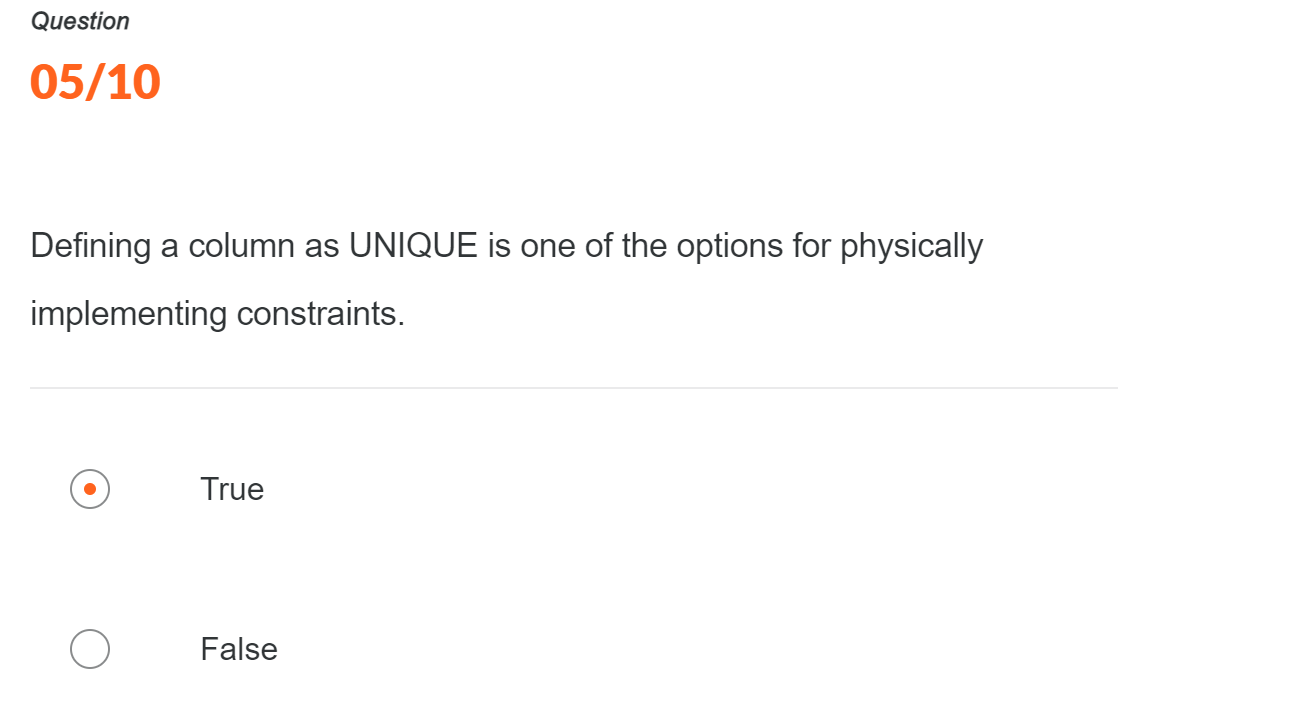 Question
05/10
Defining a column as UNIQUE is one of the options for physically
implementing constraints.
True
False